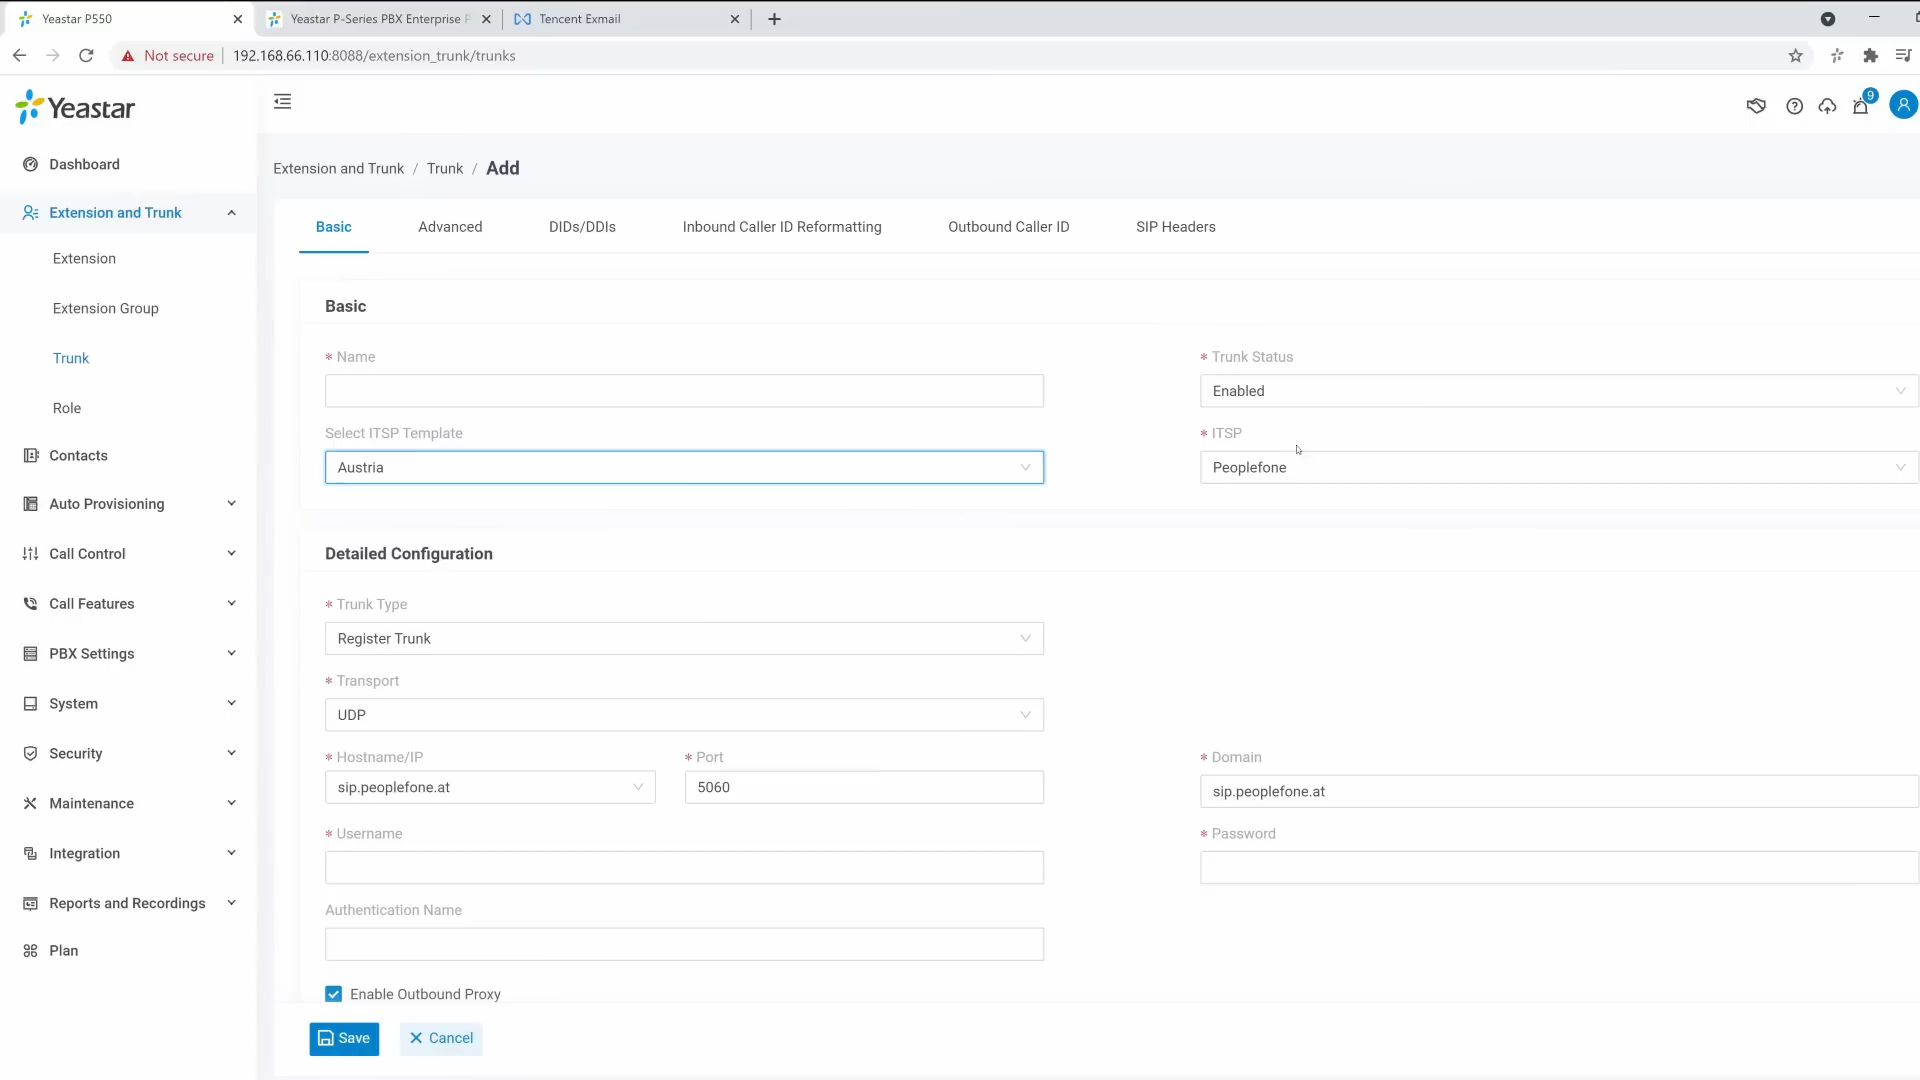 Yeastar P550
Yeastar P-Series PBX Enterprise P
Tencent Exmail
Not secure
192.168.66.110:8088/extension_trunk/trunks
Yeastar
9
Dashboard
Extension and Trunk
Extension
Extension Group
Trunk
Role
Contacts
Auto Provisioning
Call Control
Call Features
PBX Settings
System
Security
Maintenance
Integration
Reports and Recordings
Plan
Extension and Trunk / Trunk / Add
Basic Advanced DIDs/DDIs Inbound Caller ID Reformatting Outbound Caller ID SIP Headers
Basic
* Name
* Trunk Status
Enabled
Select ITSP Template
Austria
* ITSP
Peoplefone
Detailed Configuration
* Trunk Type
Register Trunk
* Transport
UDP
* Hostname/IP
sip.peoplefone.at
* Port
5060
* Domain
sip.peoplefone.at
* Username
* Password
Authentication Name
Enable Outbound Proxy
Save
Cancel